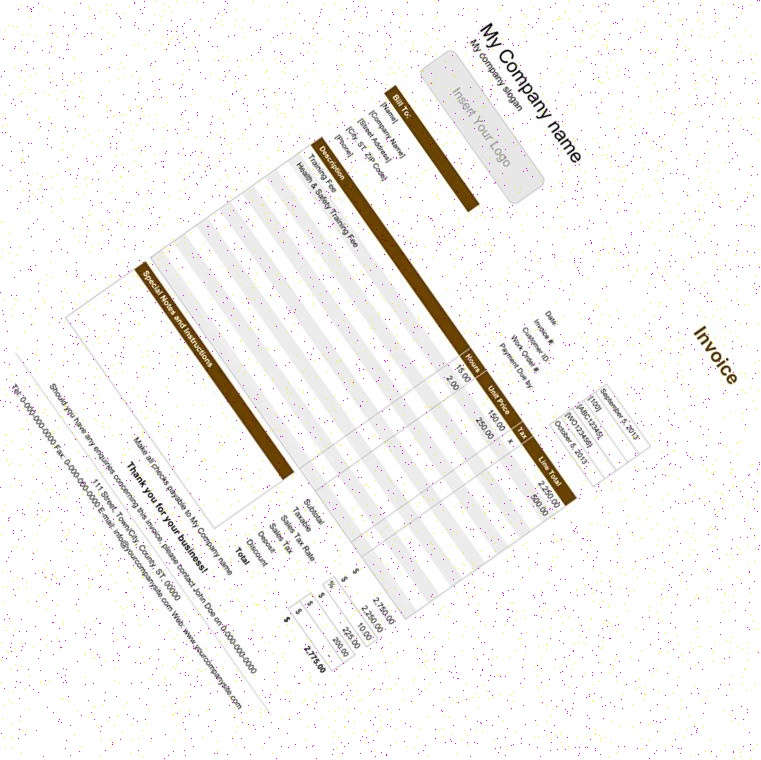 My Company name
My company slogan
Insert Your Logo
Invoice
Date: September 5, 2013
Invoice #: [100]
Customer ID: [ABC12345]
Work Order #: [WO123456]
Payment Due by: October 5, 2013
Bill To:
[Name]
[Company Name]
[Street Address]
[City, ST, ZIP Code]
[Phone]
Description Hours Unit Price Tax Line Total
Training Fee 15.00 150.00 x 2,250.00
Health & Safety Training Fee 2.00 250.00 500.00
Special Notes and Instructions
Subtotal $ 2,750.00
Taxable $ 2,250.00
Sales Tax Rate % 10.00
Sales Tax $ 225.00
Deposit $ 200.00
Discount $ -
Total $ 2,775.00
Make all checks payable to My Company name
Thank you for your business!
Should you have any enquiries concerning this invoice, please contact John Doe on 0-000-000-0000
111 Street, Town/City, County, ST, 00000
Tel: 0-000-000-0000 Fax: 0-000-000-0000 E-mail: info@yourcompanysite.com Web: www.yourcompanysite.com